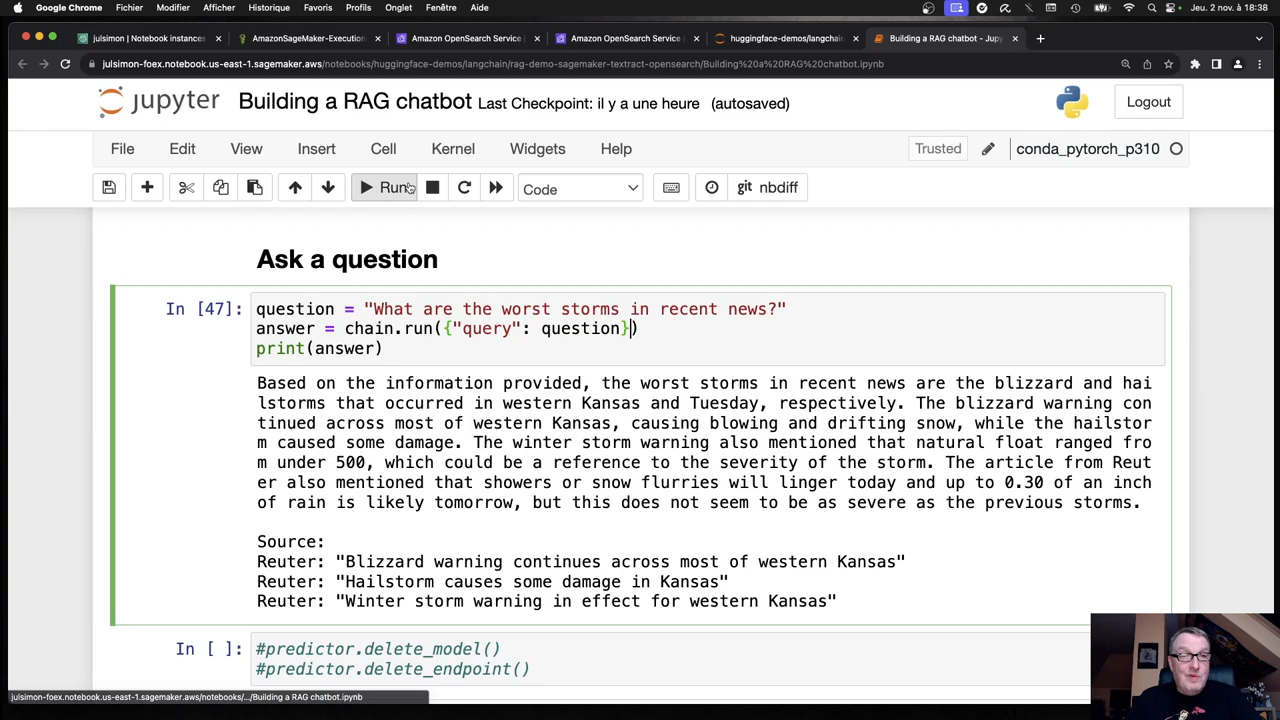 Google Chrome Fichier Modifier Afficher Historique Favoris Profils Onglet Fenêtre Aide Jeu. 2 nov. à 18:38
julsimon | Notebook instances AmazonSageMaker-Execution Amazon OpenSearch Service Amazon OpenSearch Service huggingface-demos/langchain Building a RAG chatbot - Jupy
julsimon-foex.notebook.us-east-1.sagemaker.aws/notebooks/huggingface-demos/langchain/rag-demo-sagemaker-textract-opensearch/Building%20a%20RAG%20chatbot.ipynb
jupyter Building a RAG chatbot Last Checkpoint: il y a une heure (autosaved) Logout
File Edit View Insert Cell Kernel Widgets Help Trusted conda_pytorch_p310
Run Code git nbdiff
Ask a question
In [47]: question = "What are the worst storms in recent news?"
answer = chain.run({"query": question})
print(answer)
Based on the information provided, the worst storms in recent news are the blizzard and hai
lstorms that occurred in western Kansas and Tuesday, respectively. The blizzard warning con
tinued across most of western Kansas, causing blowing and drifting snow, while the hailstor
m caused some damage. The winter storm warning also mentioned that natural float ranged fro
m under 500, which could be a reference to the severity of the storm. The article from Reut
er also mentioned that showers or snow flurries will linger today and up to 0.30 of an inch
of rain is likely tomorrow, but this does not seem to be as severe as the previous storms.
Source:
Reuter: "Blizzard warning continues across most of western Kansas"
Reuter: "Hailstorm causes some damage in Kansas"
Reuter: "Winter storm warning in effect for western Kansas"
In [ ]: #predictor.delete_model()
#predictor.delete_endpoint()
julsimon-foex.notebook.us-east-1.sagemaker.aws/notebooks/.../Building a RAG chatbot.ipynb